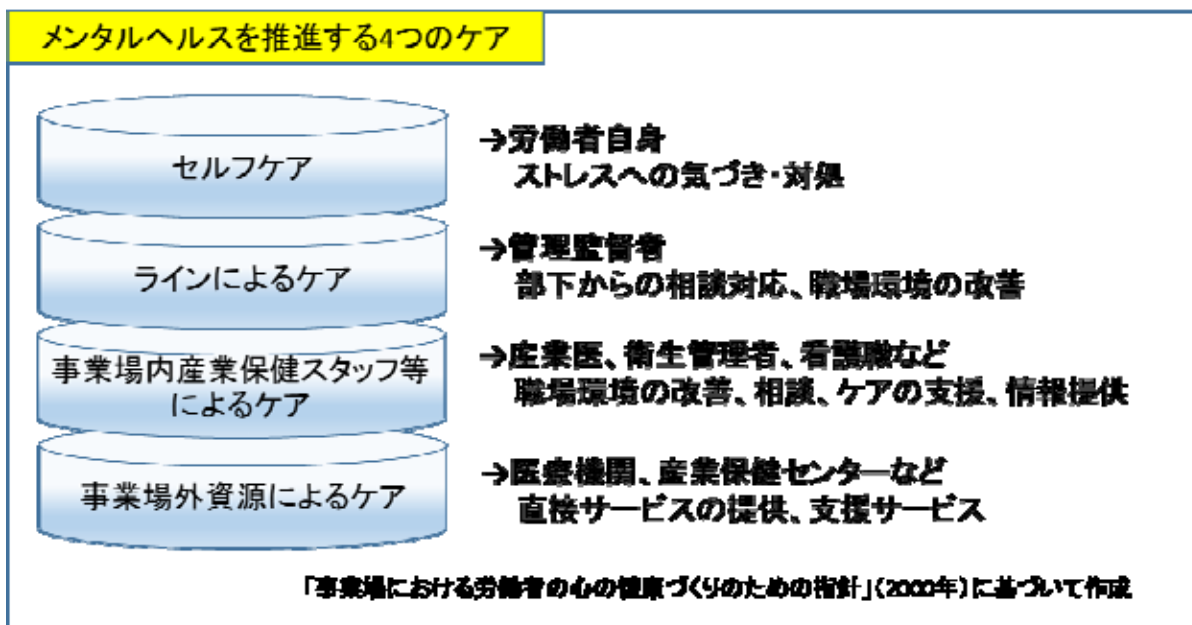 メンタルヘルスを推進する4つのケア
セルフケア
→労働者自身
ストレスへの気づき・対処
ラインによるケア
→管理監督者
部下からの相談対応、職場環境の改善
事業場内産業保健スタッフ等
によるケア
→産業医、衛生管理者、看護職など
職場環境の改善、相談、ケアの支援、情報提供
事業場外資源によるケア
→医療機関、産業保健センターなど
直接サービスの提供、支援サービス
「事業場における労働者の心の健康づくりのための指針」(2000年)に基づいて作成